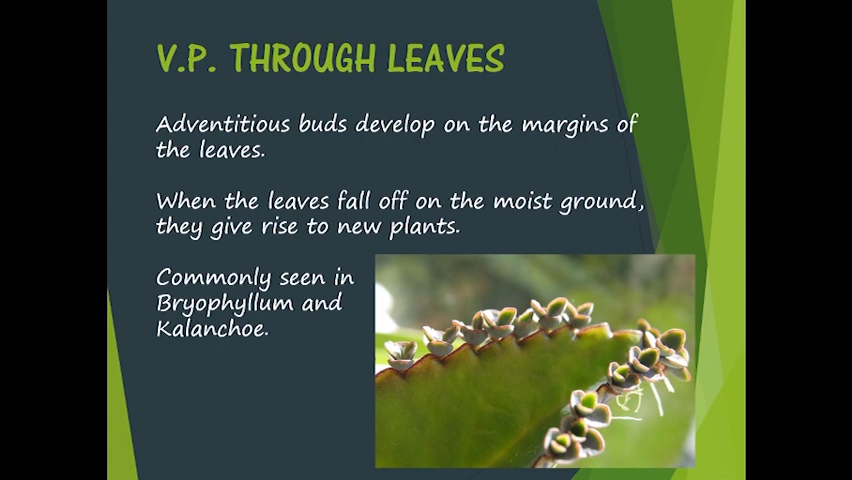 V.P. THROUGH LEAVES
Adventitious buds develop on the margins of
the leaves.
When the leaves fall off on the moist ground,
they give rise to new plants.
Commonly seen in
Bryophyllum and
Kalanchoe.